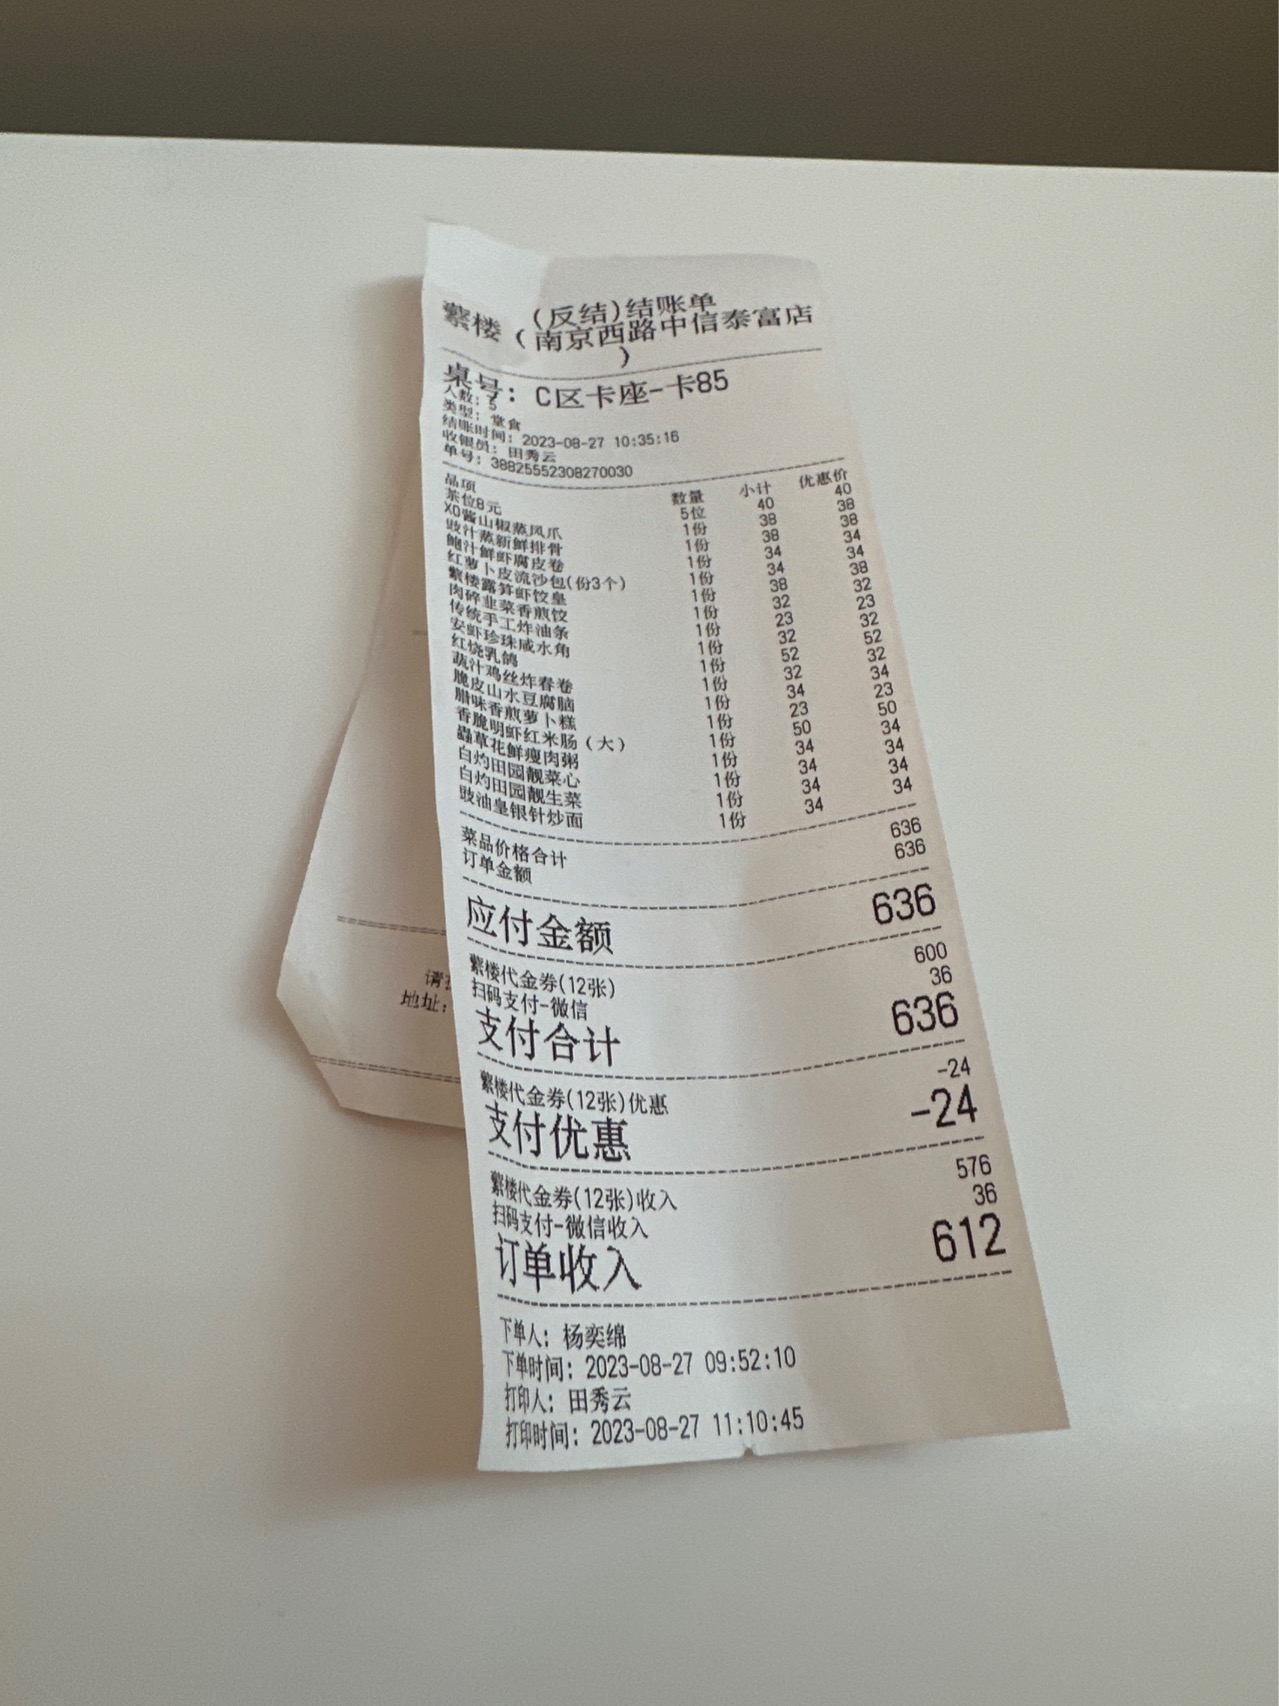 (反结)结账单
紫楼（南京西路中信泰富店
）
桌号：C区卡座-卡85
人数：5
类型：堂食
结账时间：2023-08-27 10:35:16
收银员：田秀云
单号：38825552308270030
品项 数量 小计 优惠价
茶位8元 5位 40 40
XO酱山椒蒸凤爪 1份 38 38
豉汁蒸新鲜排骨 1份 38 38
鲍汁鲜虾腐皮卷 1份 34 34
红萝卜皮流沙包(份3个) 1份 34 34
紫楼露笋虾饺皇 1份 38 38
肉碎韭菜香煎饺 1份 32 32
传统手工炸油条 1份 23 23
安虾珍珠咸水角 1份 32 32
红烧乳鸽 1份 52 52
蔬汁鸡丝炸春卷 1份 32 32
脆皮山水豆腐脑 1份 34 34
腊味香煎萝卜糕 1份 23 23
香脆明虾红米肠（大） 1份 50 50
蟲草花鲜瘦肉粥 1份 34 34
白灼田园靓菜心 1份 34 34
白灼田园靓生菜 1份 34 34
豉油皇银针炒面 1份 34 34
菜品价格合计 636
订单金额 636
应付金额 636
紫楼代金券(12张) 600
扫码支付-微信 36
支付合计 636
紫楼代金券(12张)优惠 -24
支付优惠 -24
紫楼代金券(12张)收入 576
扫码支付-微信收入 36
订单收入 612
下单人：杨奕绵
下单时间：2023-08-27 09:52:10
打印人：田秀云
打印时间：2023-08-27 11:10:45
请
地址：